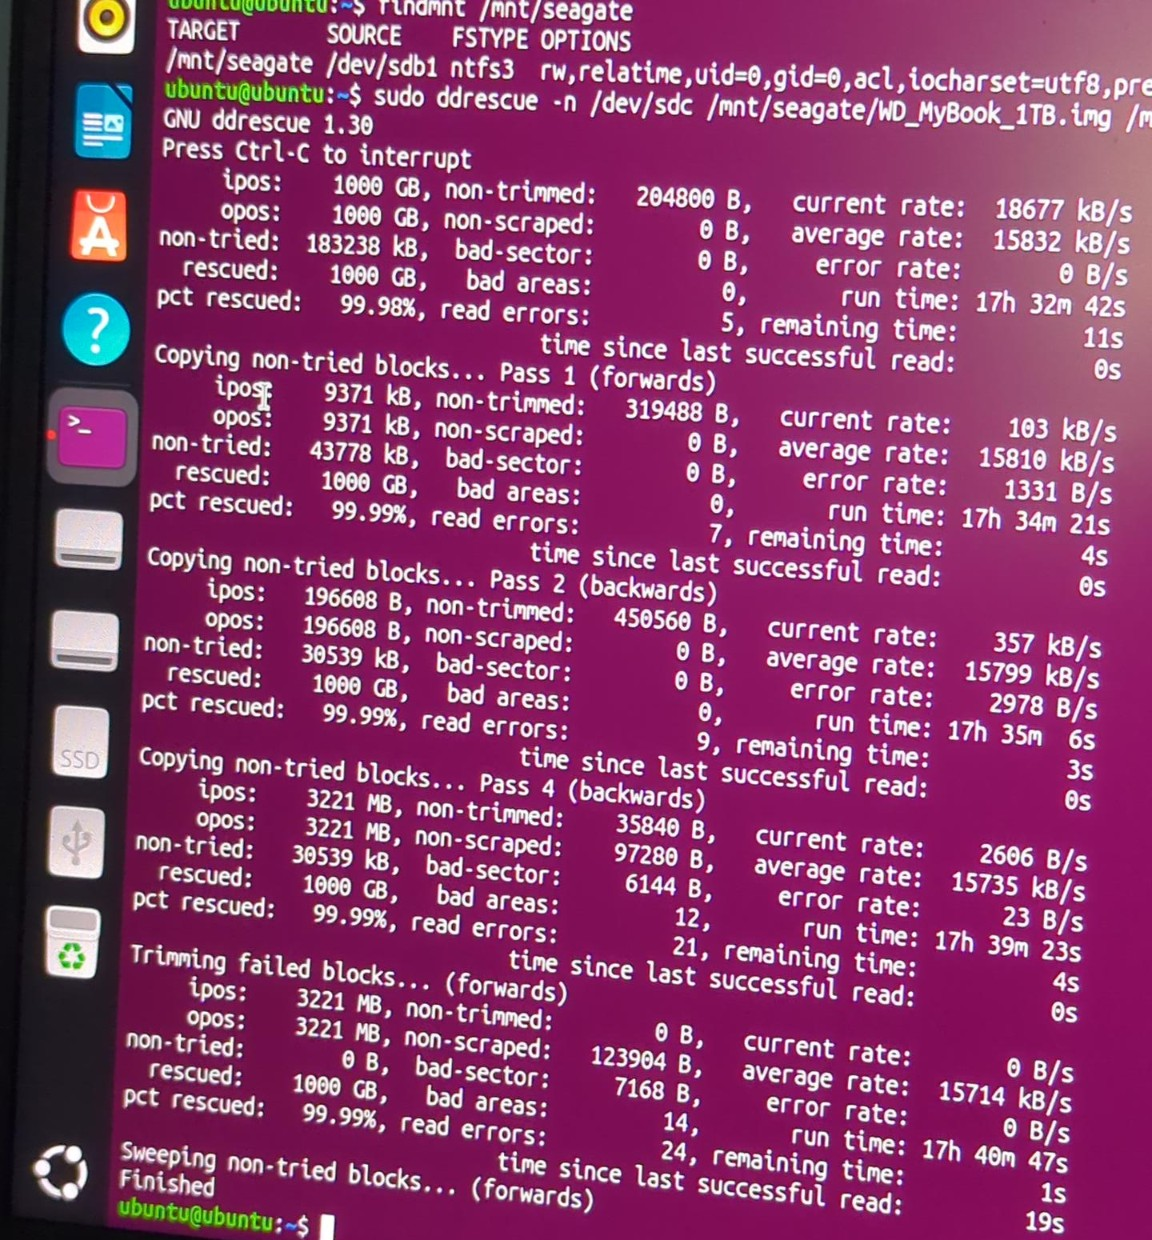 ubuntu@ubuntu:~$ findmnt /mnt/seagate
TARGET SOURCE FSTYPE OPTIONS
/mnt/seagate /dev/sdb1 ntfs3 rw,relatime,uid=0,gid=0,acl,iocharset=utf8,pre
ubuntu@ubuntu:~$ sudo ddrescue -n /dev/sdc /mnt/seagate/WD_MyBook_1TB.img /m
GNU ddrescue 1.30
Press Ctrl-C to interrupt
ipos: 1000 GB, non-trimmed: 204800 B, current rate: 18677 kB/s
opos: 1000 GB, non-scraped: 0 B, average rate: 15832 kB/s
non-tried: 183238 kB, bad-sector: 0 B, error rate: 0 B/s
rescued: 1000 GB, bad areas: 0, run time: 17h 32m 42s
pct rescued: 99.98%, read errors: 5, remaining time: 11s
time since last successful read: 0s
Copying non-tried blocks... Pass 1 (forwards)
ipos: 9371 kB, non-trimmed: 319488 B, current rate: 103 kB/s
opos: 9371 kB, non-scraped: 0 B, average rate: 15810 kB/s
non-tried: 43778 kB, bad-sector: 0 B, error rate: 1331 B/s
rescued: 1000 GB, bad areas: 0, run time: 17h 34m 21s
pct rescued: 99.99%, read errors: 7, remaining time: 4s
time since last successful read: 0s
Copying non-tried blocks... Pass 2 (backwards)
ipos: 196608 B, non-trimmed: 450560 B, current rate: 357 kB/s
opos: 196608 B, non-scraped: 0 B, average rate: 15799 kB/s
non-tried: 30539 kB, bad-sector: 0 B, error rate: 2978 B/s
rescued: 1000 GB, bad areas: 0, run time: 17h 35m 6s
pct rescued: 99.99%, read errors: 9, remaining time: 3s
time since last successful read: 0s
Copying non-tried blocks... Pass 4 (backwards)
ipos: 3221 MB, non-trimmed: 35840 B, current rate: 2606 B/s
opos: 3221 MB, non-scraped: 97280 B, average rate: 15735 kB/s
non-tried: 30539 kB, bad-sector: 6144 B, error rate: 23 B/s
rescued: 1000 GB, bad areas: 12, run time: 17h 39m 23s
pct rescued: 99.99%, read errors: 21, remaining time: 4s
time since last successful read: 0s
Trimming failed blocks... (forwards)
ipos: 3221 MB, non-trimmed: 0 B, current rate: 0 B/s
opos: 3221 MB, non-scraped: 123904 B, average rate: 15714 kB/s
non-tried: 0 B, bad-sector: 7168 B, error rate: 0 B/s
rescued: 1000 GB, bad areas: 14, run time: 17h 40m 47s
pct rescued: 99.99%, read errors: 24, remaining time: 1s
time since last successful read: 19s
Sweeping non-tried blocks... (forwards)
Finished
ubuntu@ubuntu:~$
SSD